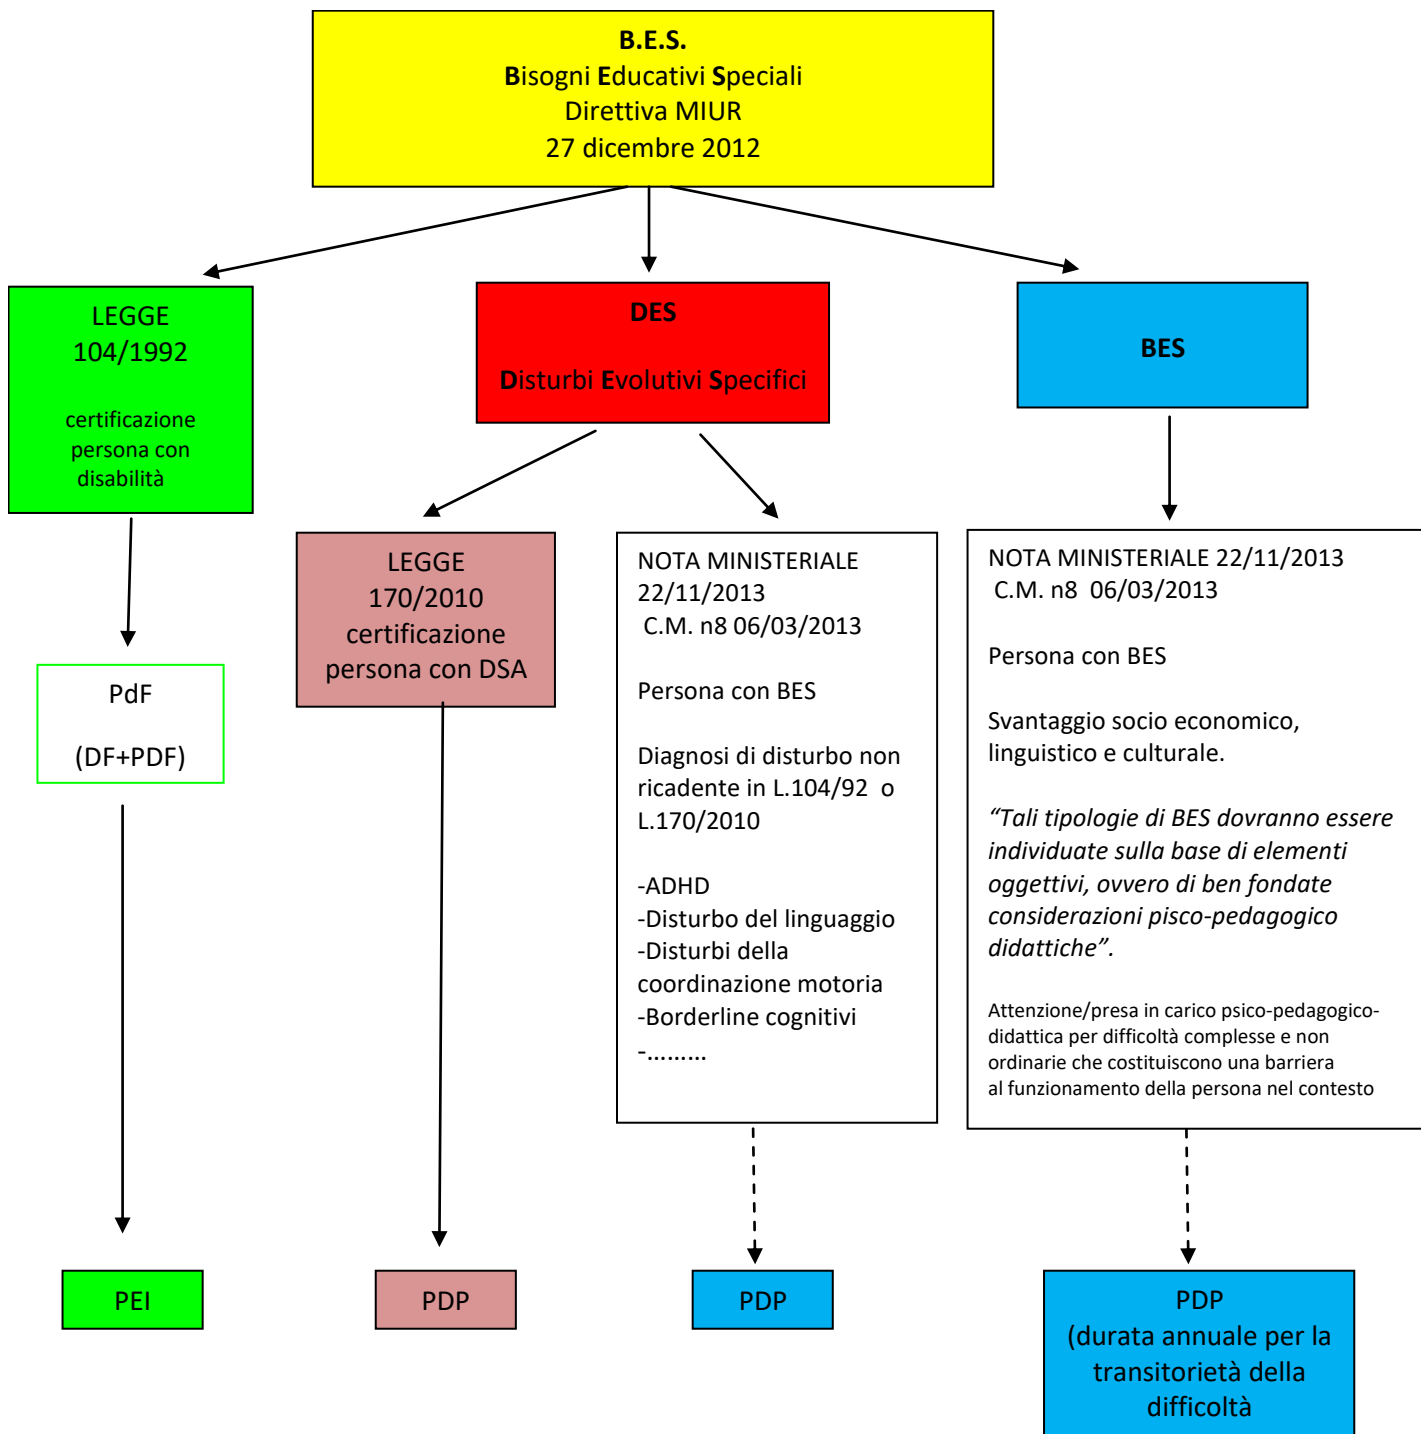 B.E.S.
Bisogni Educativi Speciali
Direttiva MIUR
27 dicembre 2012
LEGGE
104/1992
certificazione
persona con
disabilità
DES
Disturbi Evolutivi Specifici
BES
LEGGE
170/2010
certificazione
persona con DSA
NOTA MINISTERIALE
22/11/2013
C.M. n8 06/03/2013
Persona con BES
Diagnosi di disturbo non
ricadente in L.104/92 o
L.170/2010
-ADHD
-Disturbo del linguaggio
-Disturbi della
coordinazione motoria
-Borderline cognitivi
-.........
NOTA MINISTERIALE 22/11/2013
C.M. n8 06/03/2013
Persona con BES
Svantaggio socio economico,
linguistico e culturale.
“Tali tipologie di BES dovranno essere
individuate sulla base di elementi
oggettivi, ovvero di ben fondate
considerazioni pisco-pedagogico
didattiche”.
Attenzione/presa in carico psico-pedagogico-
didattica per difficoltà complesse e non
ordinarie che costituiscono una barriera
al funzionamento della persona nel contesto
PdF
(DF+PDF)
PEI
PDP
PDP
PDP
(durata annuale per la
transitorietà della
difficoltà